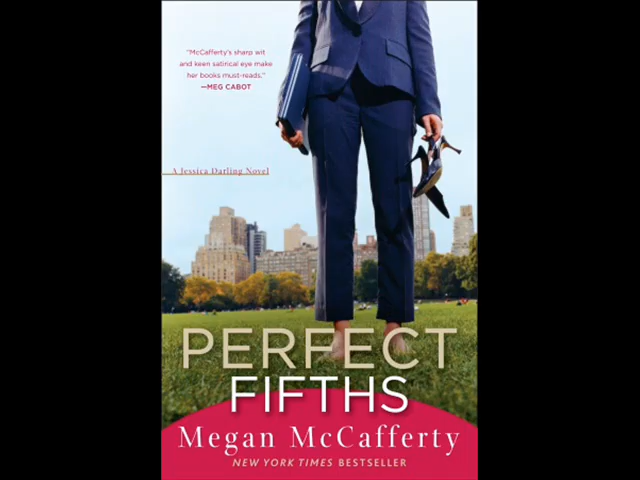 "McCafferty's sharp wit
and keen satirical eye make
her books must-reads."
—MEG CABOT
A Jessica Darling Novel
PERFECT
FIFTHS
Megan McCafferty
NEW YORK TIMES BESTSELLER